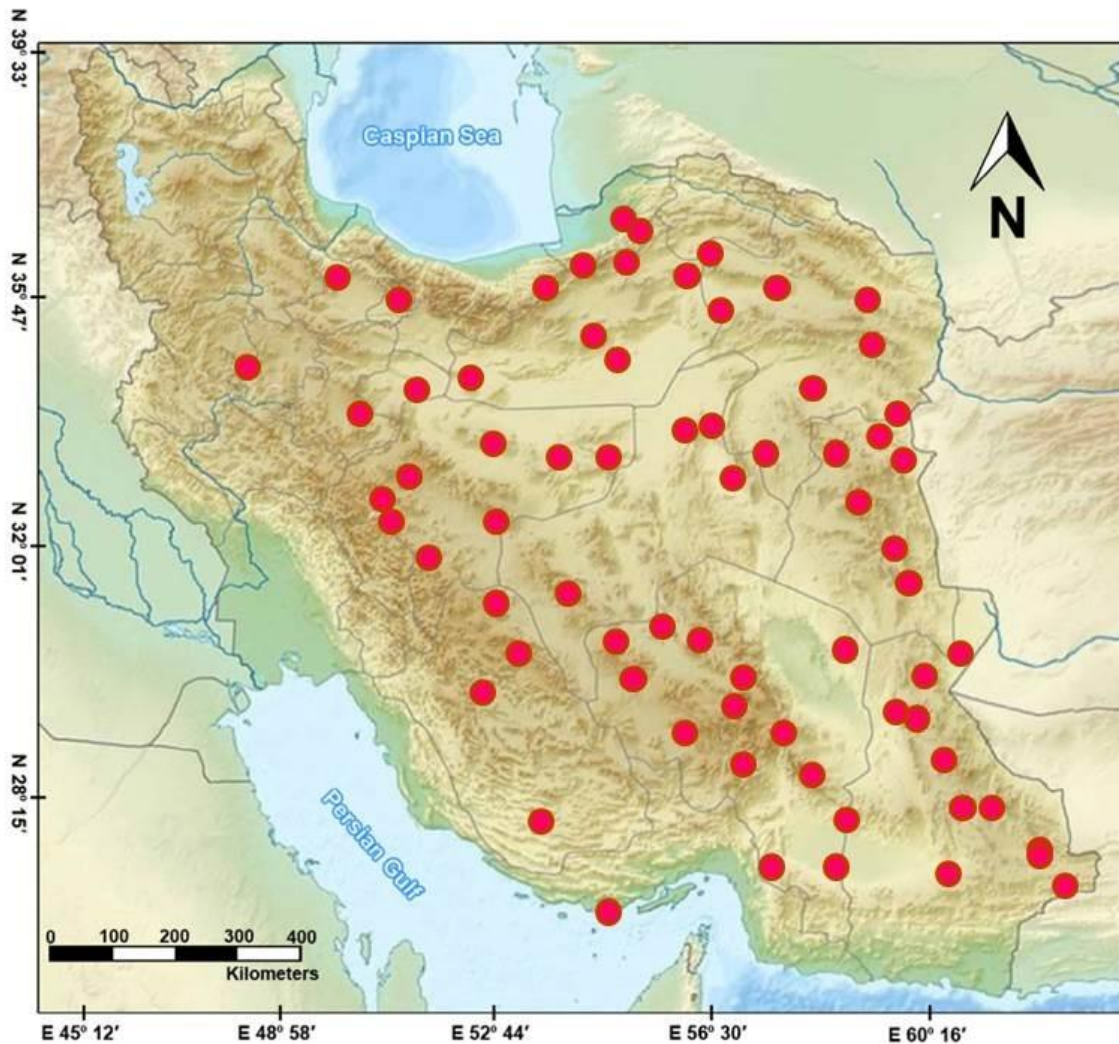 N 39° 33′
N 35° 47′
N 32° 01′
N 28° 15′
Caspian Sea
N
Persian Gulf
0 100 200 300 400
Kilometers
E 45° 12′ E 48° 58′ E 52° 44′ E 56° 30′ E 60° 16′